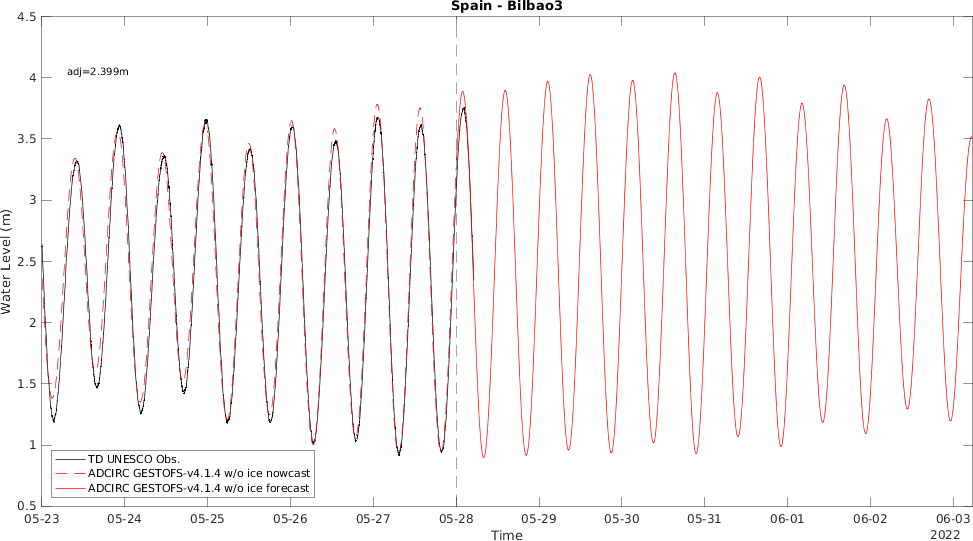 Spain - Bilbao3
4.5
4
3.5
3
2.5
2
1.5
1
0.5
Water Level (m)
adj=2.399m
TD UNESCO Obs.
ADCIRC GESTOFS-v4.1.4 w/o ice nowcast
ADCIRC GESTOFS-v4.1.4 w/o ice forecast
05-23 05-24 05-25 05-26 05-27 05-28 05-29 05-30 05-31 06-01 06-02 06-03
Time
2022